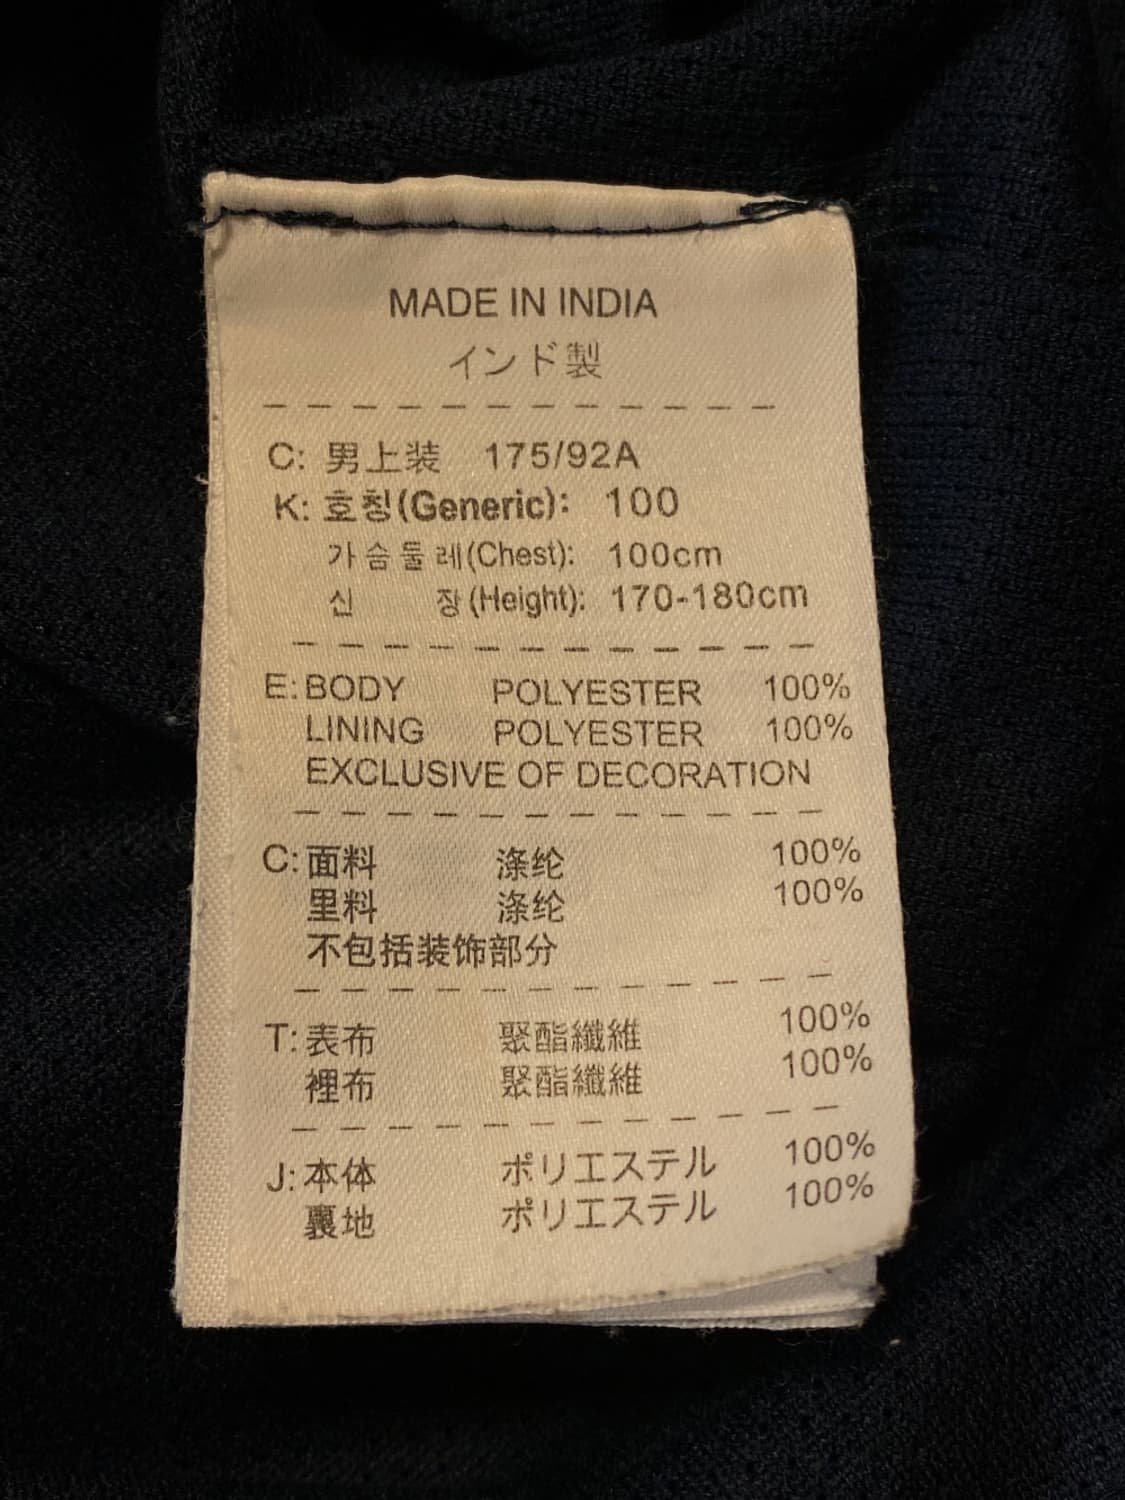 MADE IN INDIA
インド製
C: 男上装 175/92A
K: 호칭(Generic): 100
가슴둘레(Chest): 100cm
신 장(Height): 170-180cm
E: BODY POLYESTER 100%
LINING POLYESTER 100%
EXCLUSIVE OF DECORATION
C: 面料 涤纶 100%
里料 涤纶 100%
不包括装饰部分
T: 表布 聚酯纖維 100%
裡布 聚酯纖維 100%
J: 本体 ポリエステル 100%
裏地 ポリエステル 100%